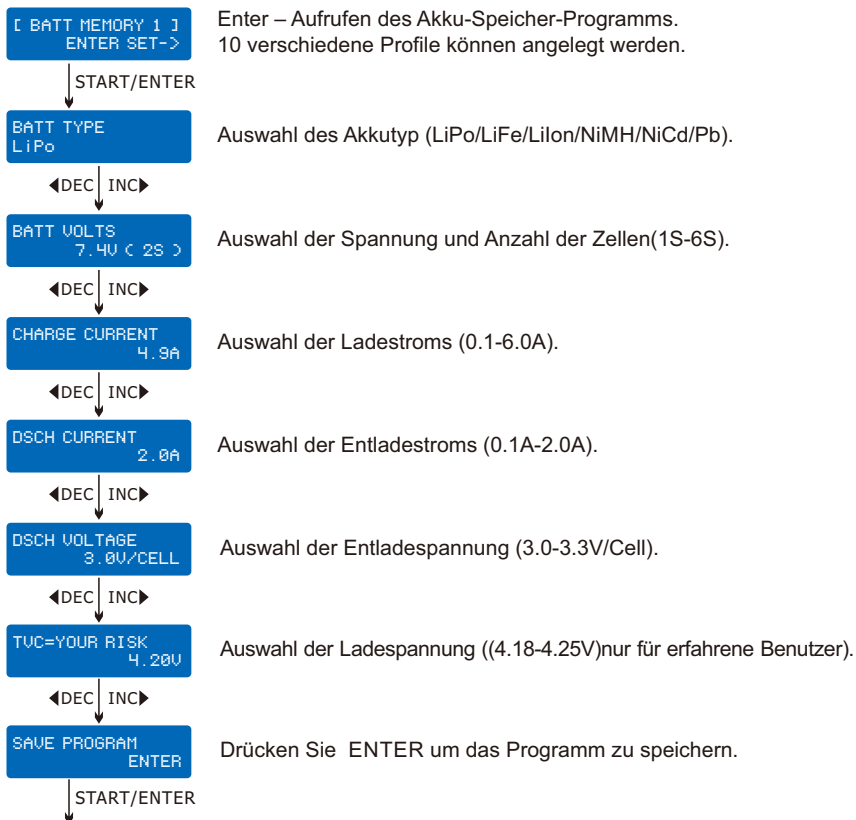 [ BATT MEMORY 1 ]
ENTER SET->
Enter – Aufrufen des Akku-Speicher-Programms.
10 verschiedene Profile können angelegt werden.
START/ENTER
BATT TYPE
LiPo
Auswahl des Akkutyp (LiPo/LiFe/LiIon/NiMH/NiCd/Pb).
◀DEC INC▶
BATT VOLTS
7.4V ( 2S )
Auswahl der Spannung und Anzahl der Zellen(1S-6S).
◀DEC INC▶
CHARGE CURRENT
4.9A
Auswahl der Ladestroms (0.1-6.0A).
◀DEC INC▶
DSCH CURRENT
2.0A
Auswahl der Entladestroms (0.1A-2.0A).
◀DEC INC▶
DSCH VOLTAGE
3.0V/CELL
Auswahl der Entladespannung (3.0-3.3V/Cell).
◀DEC INC▶
TVC=YOUR RISK
4.20V
Auswahl der Ladespannung ((4.18-4.25V)nur für erfahrene Benutzer).
◀DEC INC▶
SAVE PROGRAM
ENTER
Drücken Sie ENTER um das Programm zu speichern.
START/ENTER